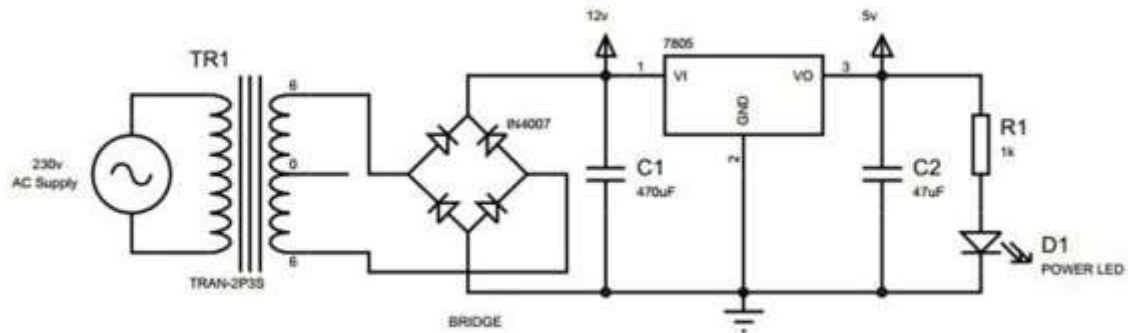 12v
5v
7805
TR1
6
1
VI
VO
3
GND
2
IN4007
R1
1k
230v
AC Supply
0
C1
470uF
C2
47uF
D1
POWER LED
6
TRAN-2P3S
BRIDGE